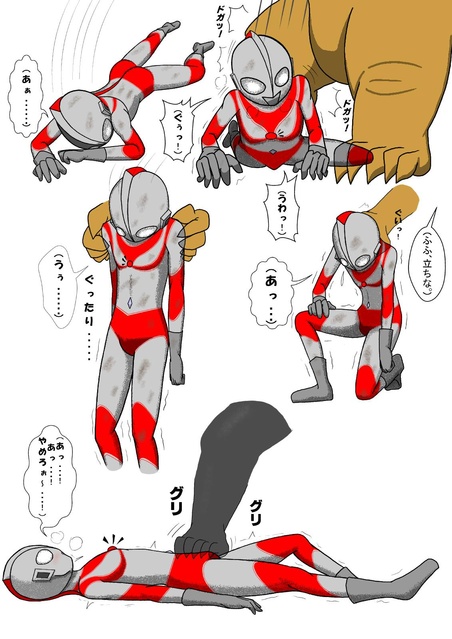 ドガッ！
（あぁ
……）
ドガッ！
（ぐぅっ！）
（うわっ！）
（ふふ、立ちな。）
ぐいっ！
（あっ
…）
（うぅ
……）
ぐったり……
（あっ…！
あっ…！
やめろぉ～…！）
グリ
グリ